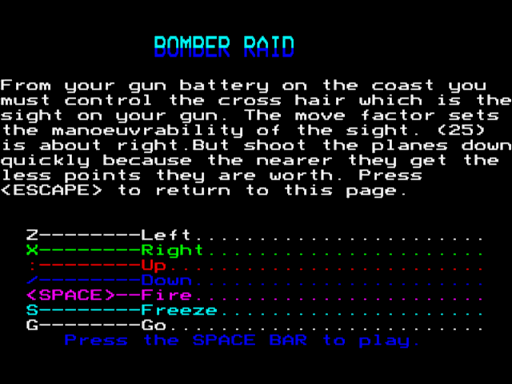 BOMBER RAID
From your gun battery on the coast you
must control the cross hair which is the
sight on your gun. The move factor sets
the manoeuvrability of the sight. (25)
is about right.But shoot the planes down
quickly because the nearer they get the
less points they are worth. Press
<ESCAPE> to return to this page.
Z--------Left.......................
X--------Right......................
:--------Up.........................
/--------Down.......................
<SPACE>--Fire.......................
S--------Freeze.....................
G--------Go.........................
Press the SPACE BAR to play.